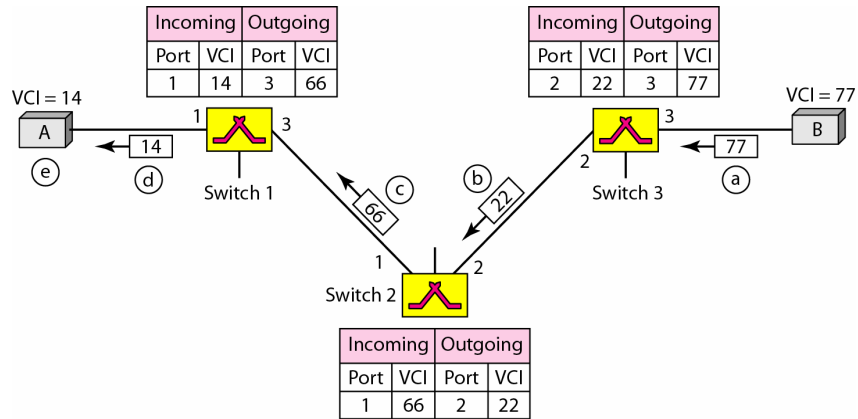 Incoming Outgoing
Port VCI Port VCI
1 14 3 66
Incoming Outgoing
Port VCI Port VCI
2 22 3 77
VCI = 14
A
e
14
d
1
3
Switch 1
66
c
b
22
2
3
Switch 3
VCI = 77
B
77
a
1
2
Switch 2
Incoming Outgoing
Port VCI Port VCI
1 66 2 22